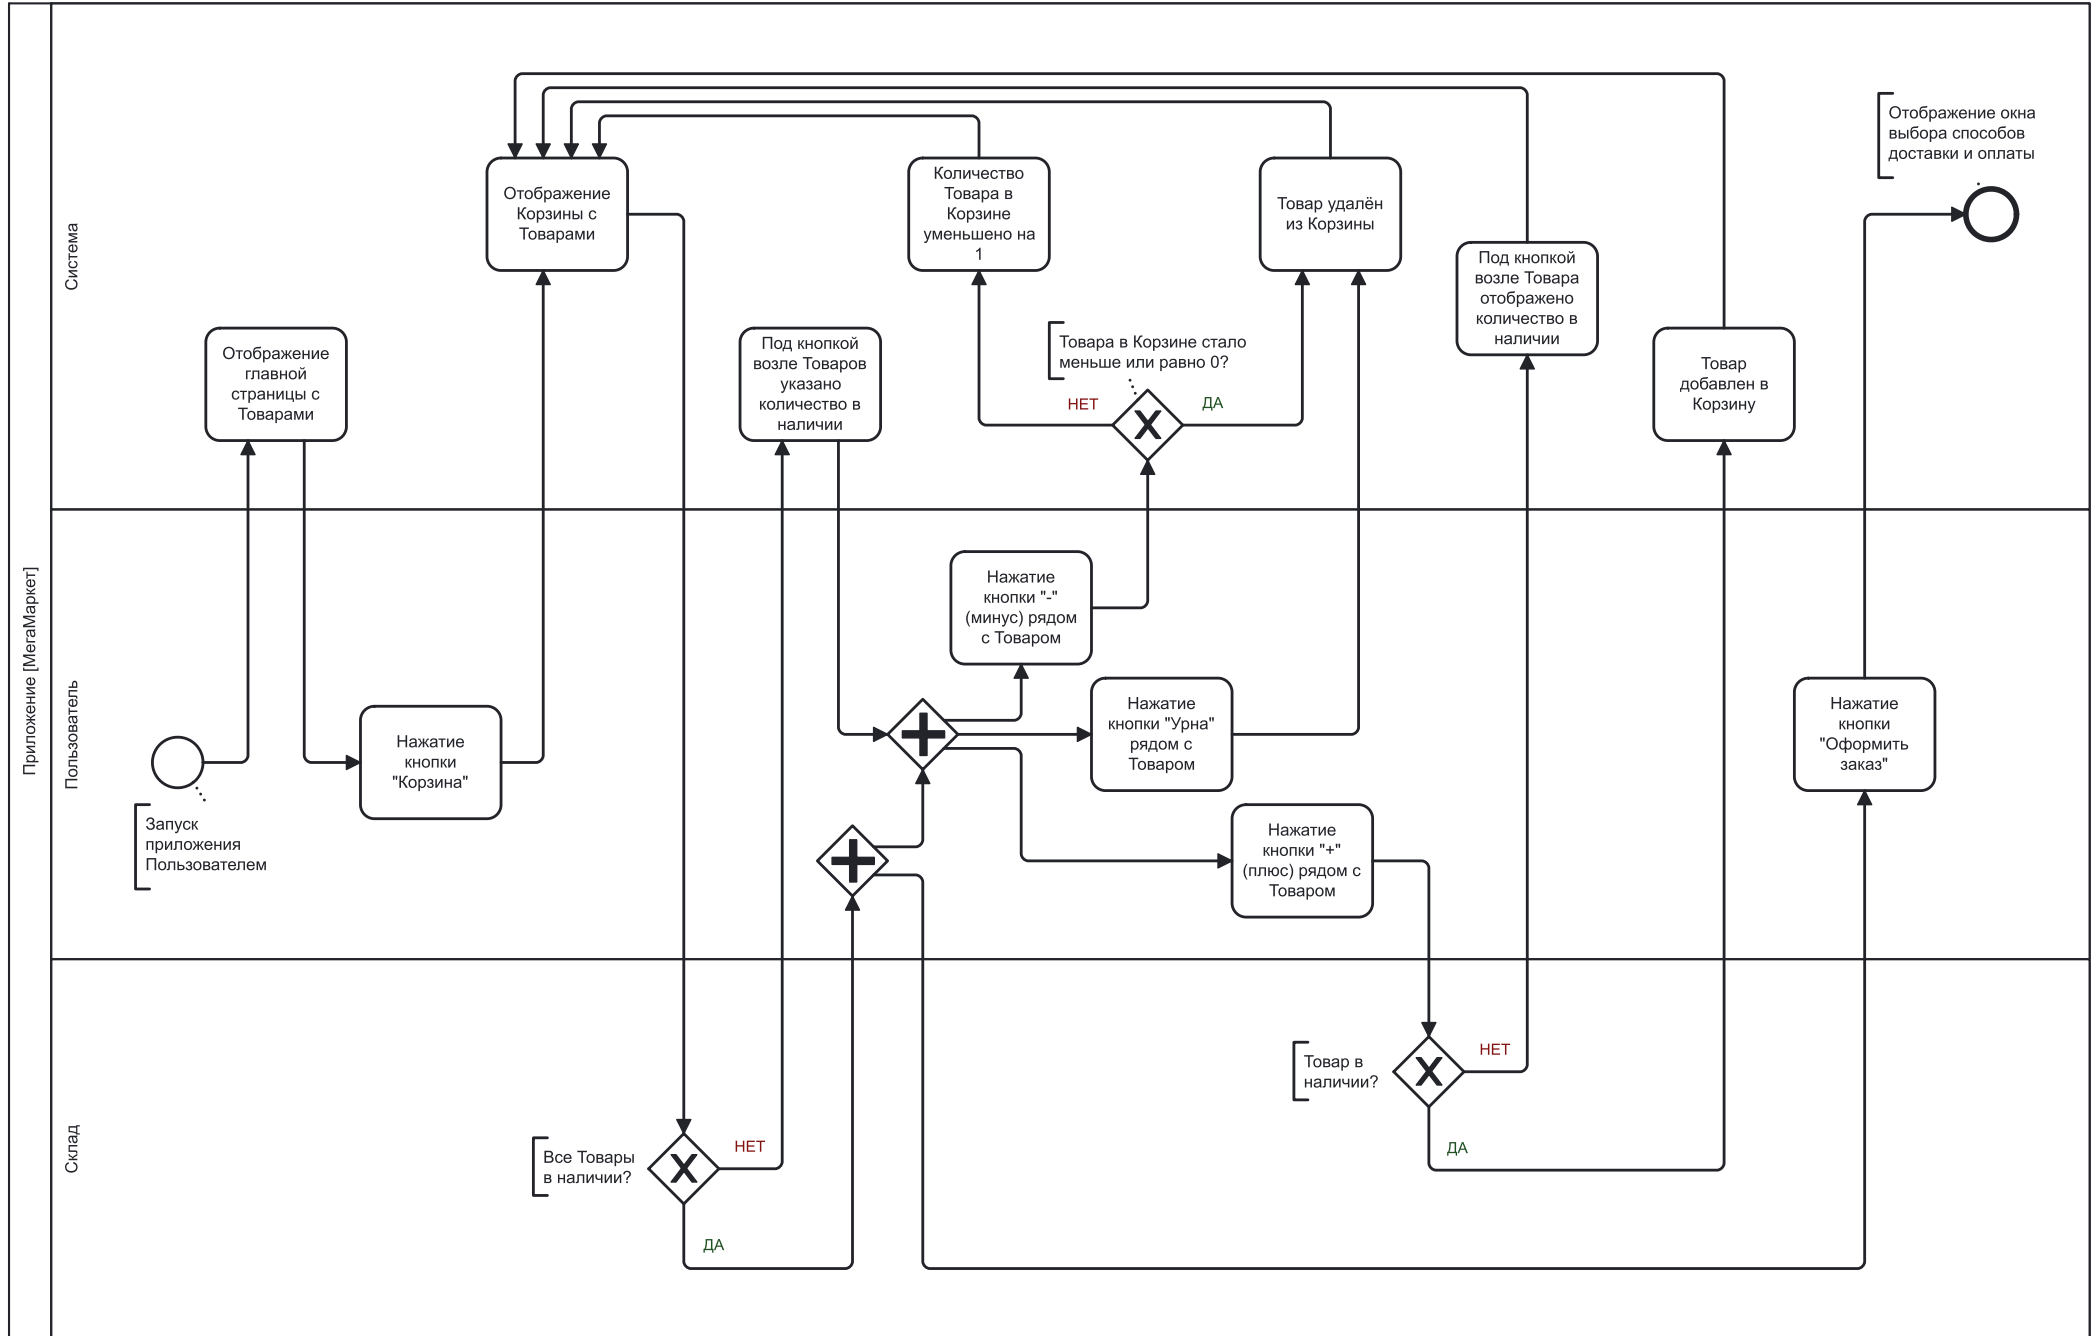 Приложение [МегаМаркет]
Система
Отображение окна
выбора способов
доставки и оплаты
Отображение
Корзины с
Товарами
Количество
Товара в
Корзине
уменьшено на
1
Товар удалён
из Корзины
Под кнопкой
возле Товара
отображено
количество в
наличии
Отображение
главной
страницы с
Товарами
Под кнопкой
возле Товаров
указано
количество в
наличии
Товара в Корзине стало
меньше или равно 0?
НЕТ
ДА
Товар
добавлен в
Корзину
Пользователь
Нажатие
кнопки "-"
(минус) рядом
с Товаром
Нажатие
кнопки
"Корзина"
Нажатие
кнопки "Урна"
рядом с
Товаром
Нажатие
кнопки
"Оформить
заказ"
Запуск
приложения
Пользователем
Нажатие
кнопки "+"
(плюс) рядом с
Товаром
Склад
Товар в
наличии?
НЕТ
ДА
Все Товары
в наличии?
НЕТ
ДА